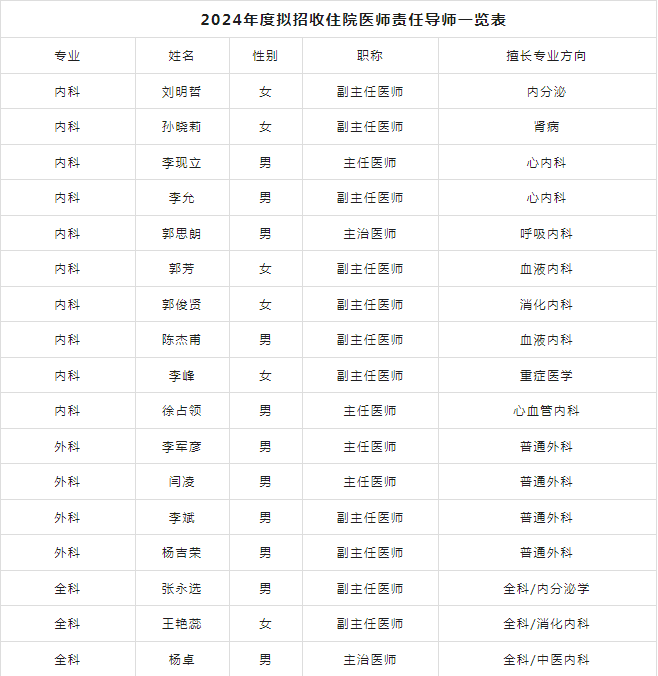 2024年度拟招收住院医师责任导师一览表
专业 姓名 性别 职称 擅长专业方向
内科 刘明哲 女 副主任医师 内分泌
内科 孙晓莉 女 副主任医师 肾病
内科 李现立 男 主任医师 心内科
内科 李允 男 副主任医师 心内科
内科 郭思朗 男 主治医师 呼吸内科
内科 郭芳 女 副主任医师 血液内科
内科 郭俊贤 女 副主任医师 消化内科
内科 陈杰甫 男 副主任医师 血液内科
内科 李峰 女 副主任医师 重症医学
内科 徐占领 男 主任医师 心血管内科
外科 李军彦 男 主任医师 普通外科
外科 闫凌 男 主任医师 普通外科
外科 李斌 男 副主任医师 普通外科
外科 杨吉荣 男 副主任医师 普通外科
全科 张永选 男 副主任医师 全科/内分泌学
全科 王艳蕊 女 副主任医师 全科/消化内科
全科 杨卓 男 主治医师 全科/中医内科